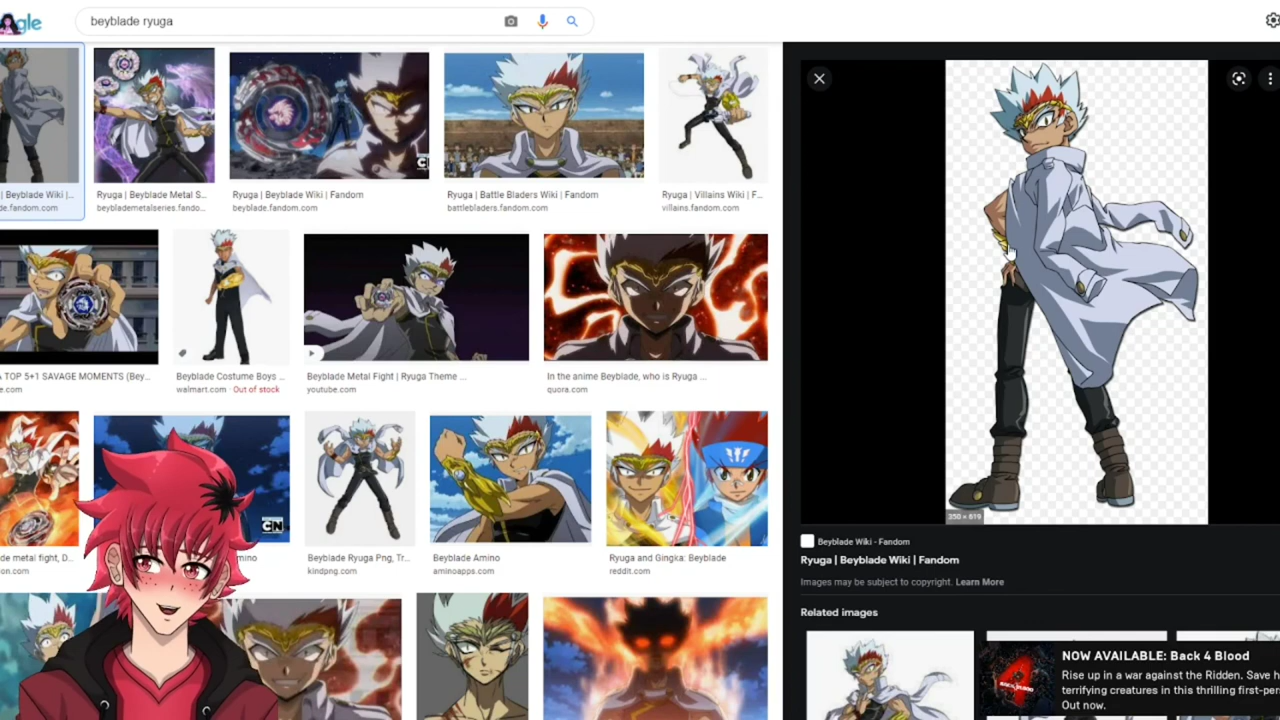 gle
beyblade ryuga
| Beyblade Wiki |...
de.fandom.com
Ryuga | Beyblade Metal S...
beyblademetalseries.fando...
Ryuga | Beyblade Wiki | Fandom
beyblade.fandom.com
Ryuga | Battle Bladers Wiki | Fandom
battlebladers.fandom.com
Ryuga | Villains Wiki | F...
villains.fandom.com
A TOP 5+1 SAVAGE MOMENTS (Bey...
e.com
Beyblade Costume Boys ...
walmart.com · Out of stock
Beyblade Metal Fight | Ryuga Theme ...
youtube.com
In the anime Beyblade, who is Ryuga ...
quora.com
CN
de metal fight, D...
on.com
mino
Beyblade Ryuga Png, Tr...
kindpng.com
Beyblade Amino
aminoapps.com
Ryuga and Gingka: Beyblade
reddit.com
350 × 619
Beyblade Wiki - Fandom
Ryuga | Beyblade Wiki | Fandom
Images may be subject to copyright. Learn More
Related images
NOW AVAILABLE: Back 4 Blood
Rise up in a war against the Ridden. Save h
terrifying creatures in this thrilling first-per
Out now.